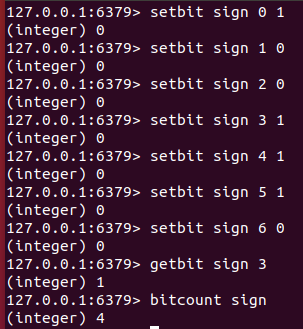 127.0.0.1:6379> setbit sign 0 1
(integer) 0
127.0.0.1:6379> setbit sign 1 0
(integer) 0
127.0.0.1:6379> setbit sign 2 0
(integer) 0
127.0.0.1:6379> setbit sign 3 1
(integer) 0
127.0.0.1:6379> setbit sign 4 1
(integer) 0
127.0.0.1:6379> setbit sign 5 1
(integer) 0
127.0.0.1:6379> setbit sign 6 0
(integer) 0
127.0.0.1:6379> getbit sign 3
(integer) 1
127.0.0.1:6379> bitcount sign
(integer) 4